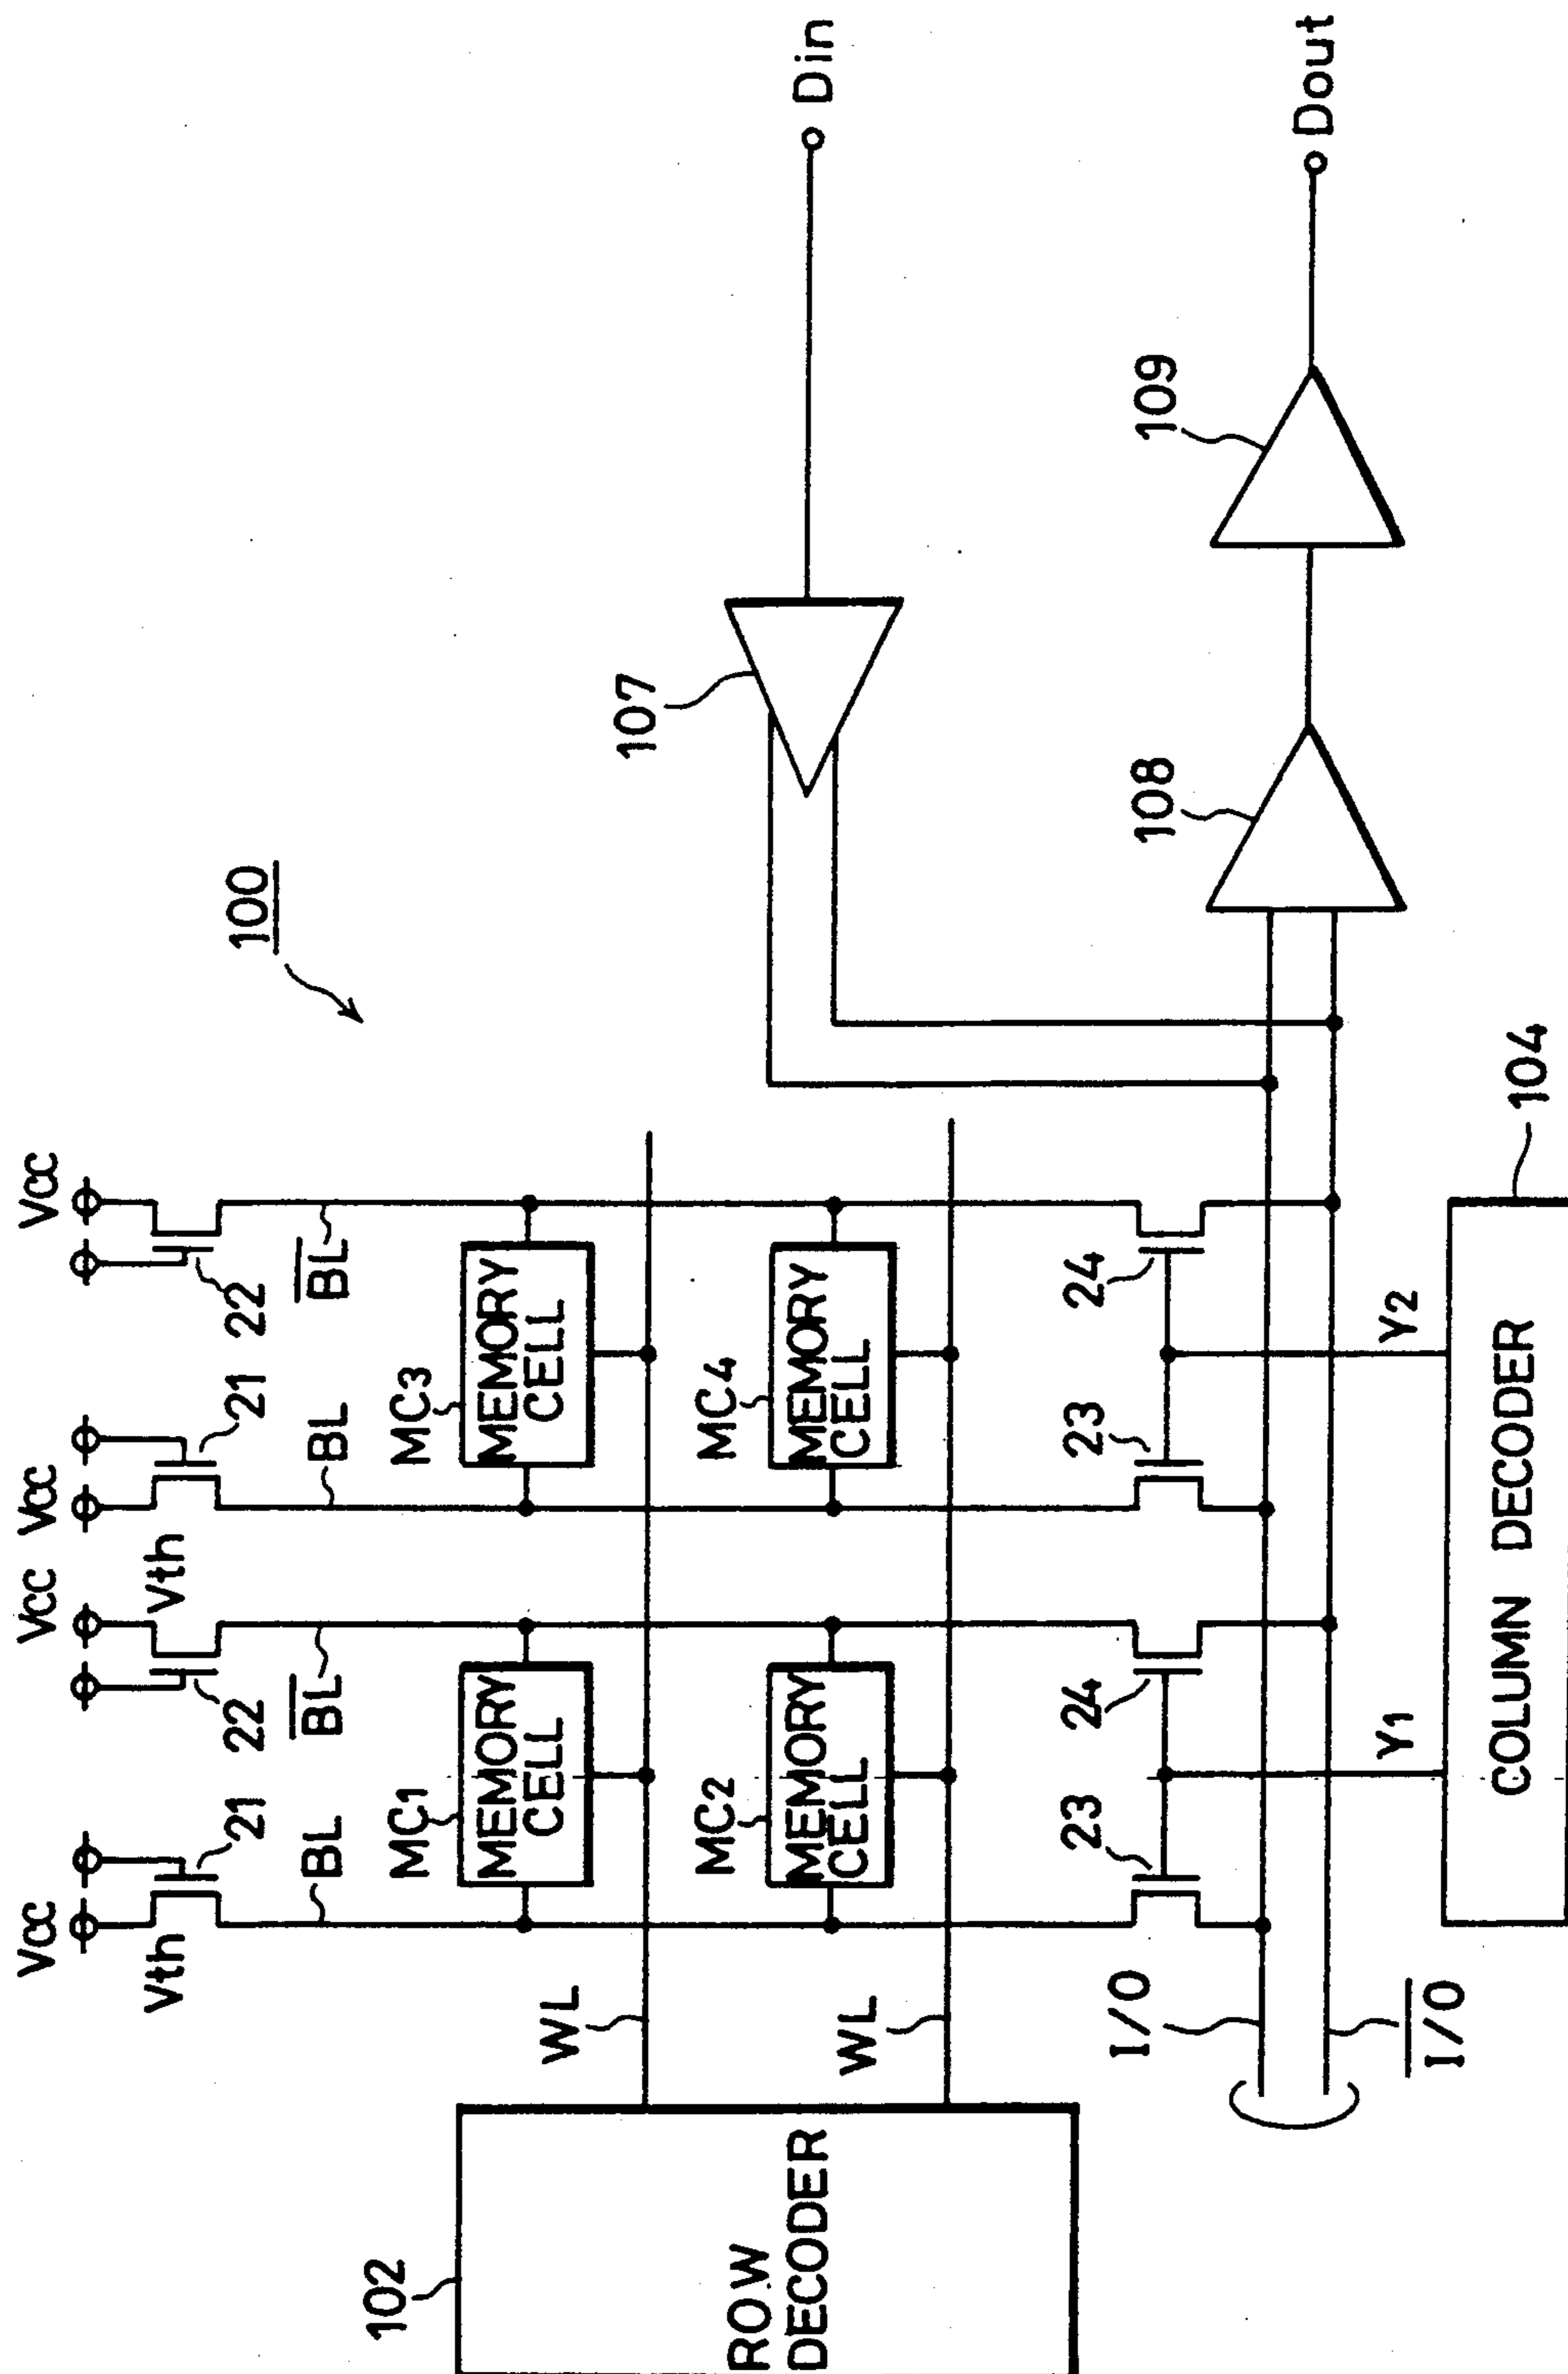 Vcc Vcc Vcc Vcc
Vth Vth
21 22 21 22 100
BL B̅L̅ BL B̅L̅
102 MC1 MC3
MEMORY CELL
MEMORY CELL
WL
107
MC2 MC4
MEMORY CELL
MEMORY CELL
ROW DECODER
Din
WL
23 24 23 24
I/O
108 109
Dout
Y1 Y2
I̅/̅O̅
COLUMN DECODER
104